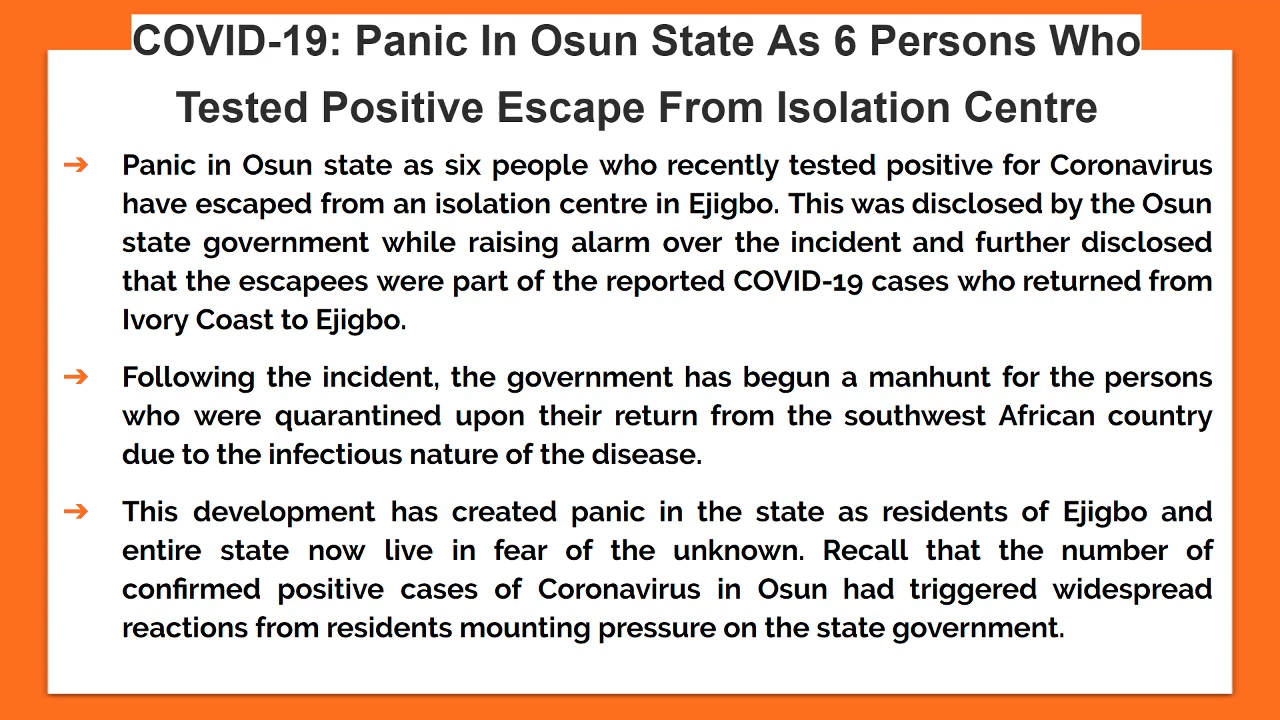 COVID-19: Panic In Osun State As 6 Persons Who
Tested Positive Escape From Isolation Centre
➔ Panic in Osun state as six people who recently tested positive for Coronavirus
have escaped from an isolation centre in Ejigbo. This was disclosed by the Osun
state government while raising alarm over the incident and further disclosed
that the escapees were part of the reported COVID-19 cases who returned from
Ivory Coast to Ejigbo.
➔ Following the incident, the government has begun a manhunt for the persons
who were quarantined upon their return from the southwest African country
due to the infectious nature of the disease.
➔ This development has created panic in the state as residents of Ejigbo and
entire state now live in fear of the unknown. Recall that the number of
confirmed positive cases of Coronavirus in Osun had triggered widespread
reactions from residents mounting pressure on the state government.